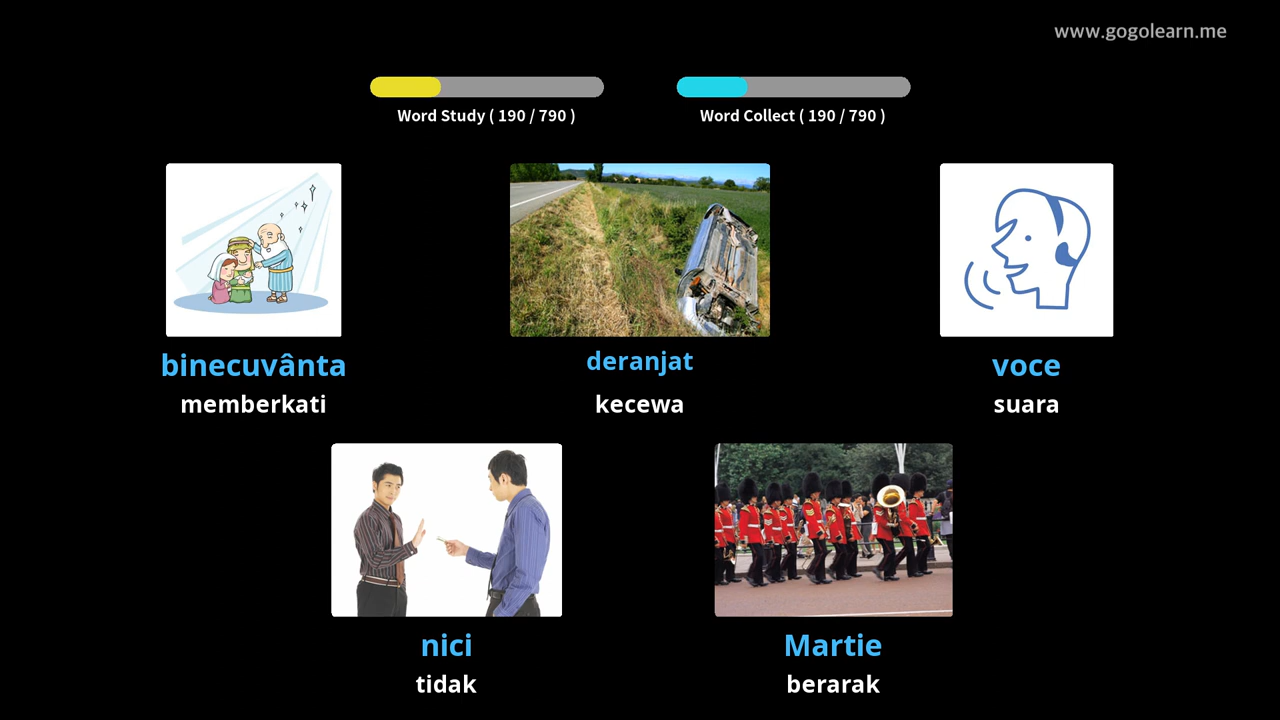 www.gogolearn.me
Word Study ( 190 / 790 )
Word Collect ( 190 / 790 )
binecuvânta
memberkati
deranjat
kecewa
voce
suara
nici
tidak
Martie
berarak